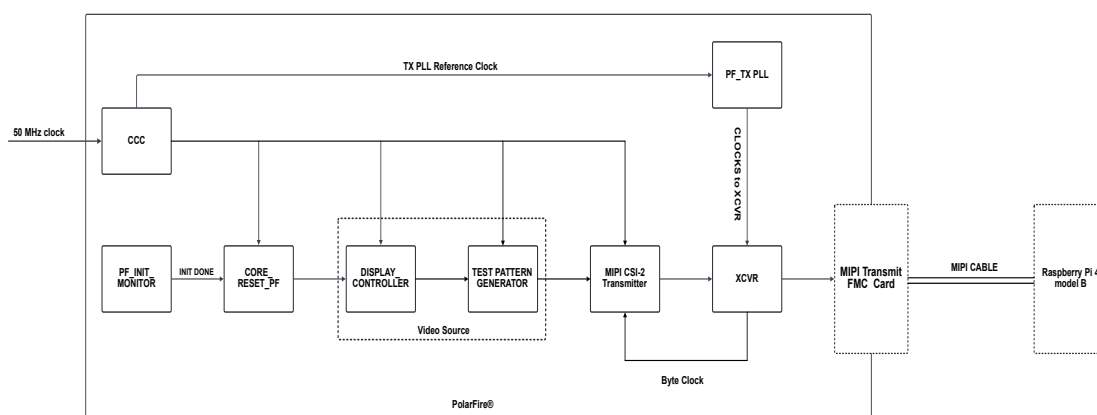 TX PLL Reference Clock
PF_TX PLL
50 MHz clock
CCC
CLOCKS to XCVR
PF_INIT_
MONITOR
INIT DONE
CORE_
RESET_PF
DISPLAY_
CONTROLLER
TEST PATTERN
GENERATOR
MIPI CSI-2
Transmitter
XCVR
MIPI Transmit
FMC Card
MIPI CABLE
Raspberry Pi 4
model B
Video Source
Byte Clock
PolarFire®